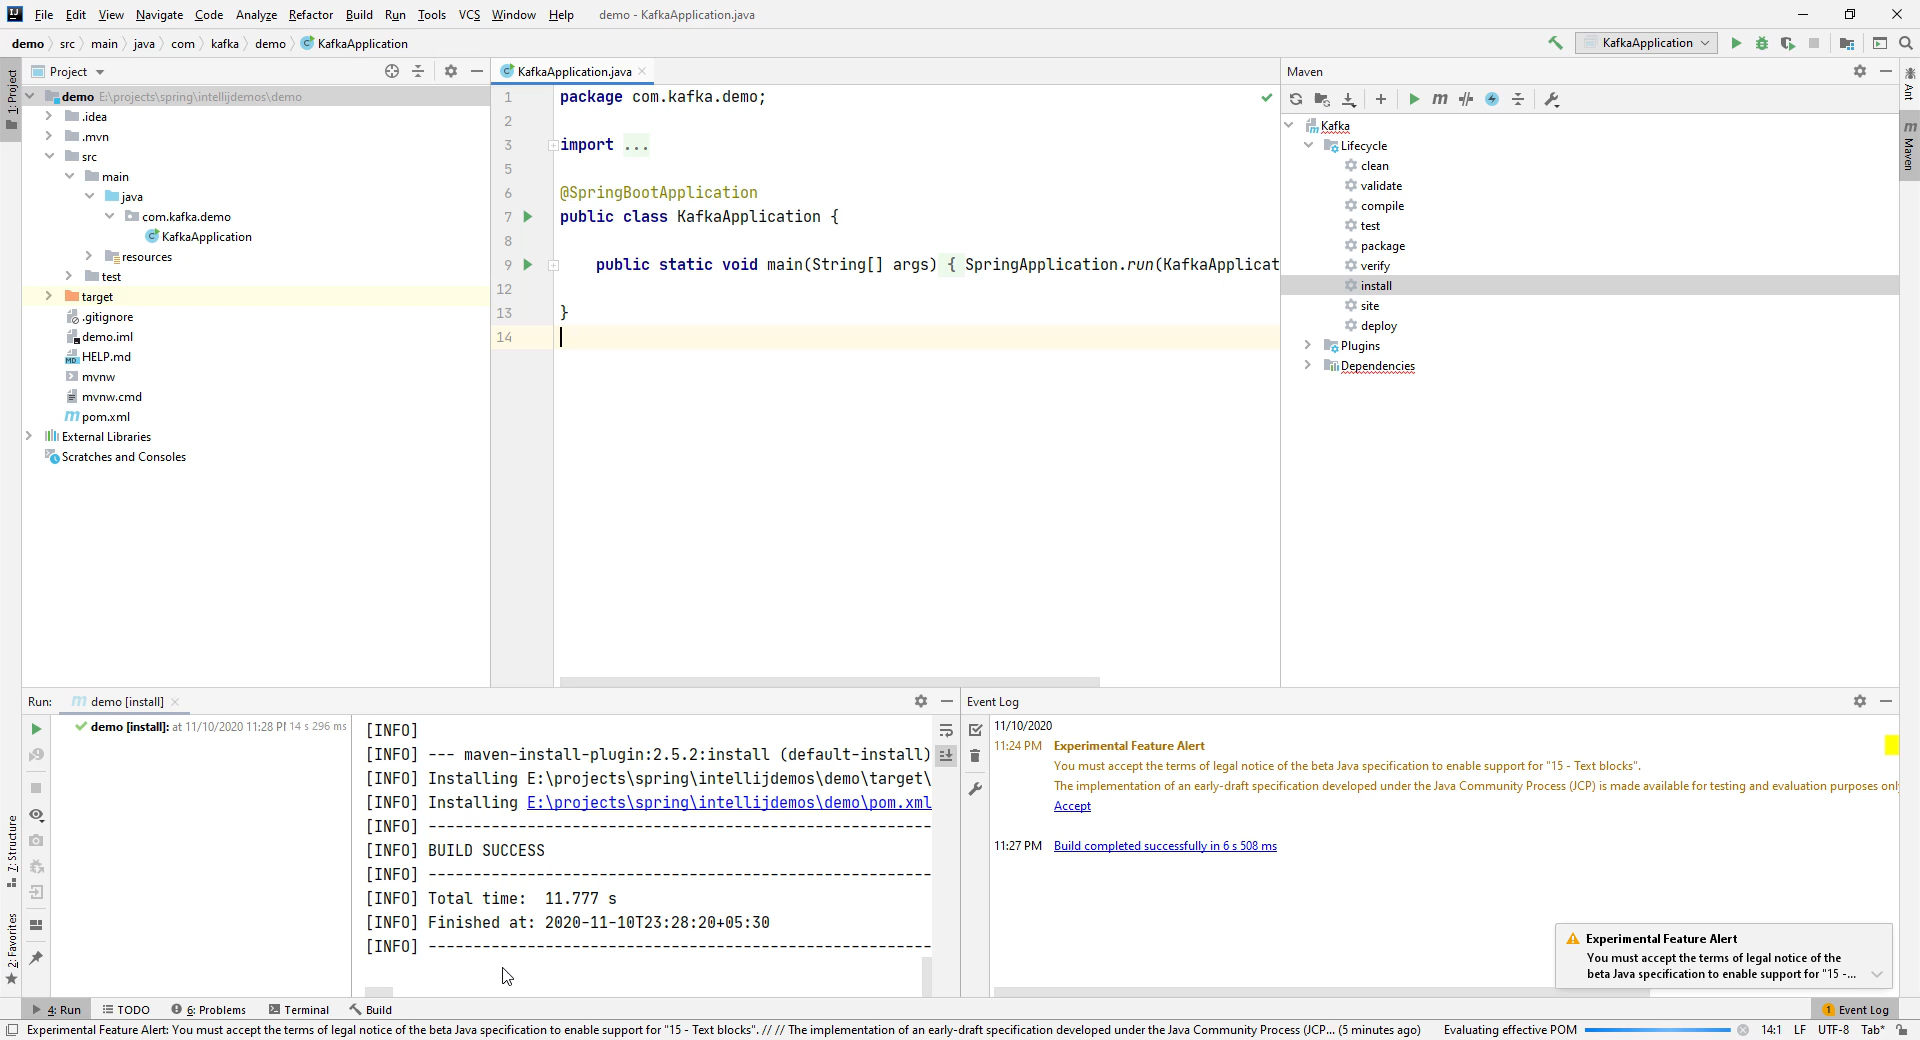 File Edit View Navigate Code Analyze Refactor Build Run Tools VCS Window Help demo - KafkaApplication.java
demo src main java com kafka demo KafkaApplication
KafkaApplication
1: Project
Project
demo E:\projects\spring\intellijdemos\demo
.idea
.mvn
src
main
java
com.kafka.demo
KafkaApplication
resources
test
target
.gitignore
demo.iml
HELP.md
mvnw
mvnw.cmd
pom.xml
External Libraries
Scratches and Consoles
KafkaApplication.java
1 package com.kafka.demo;
2
3 import ...
5
6 @SpringBootApplication
7 public class KafkaApplication {
8
9 public static void main(String[] args) { SpringApplication.run(KafkaApplicat
12
13 }
14
Maven
Kafka
Lifecycle
clean
validate
compile
test
package
verify
install
site
deploy
Plugins
Dependencies
Ant
Maven
Run: demo [install]
demo [install]: at 11/10/2020 11:28 PM 14 s 296 ms
[INFO]
[INFO] --- maven-install-plugin:2.5.2:install (default-install)
[INFO] Installing E:\projects\spring\intellijdemos\demo\target\
[INFO] Installing E:\projects\spring\intellijdemos\demo\pom.xml
[INFO] --------------------------------------------------------
[INFO] BUILD SUCCESS
[INFO] --------------------------------------------------------
[INFO] Total time:  11.777 s
[INFO] Finished at: 2020-11-10T23:28:20+05:30
[INFO] --------------------------------------------------------
Event Log
11/10/2020
11:24 PM Experimental Feature Alert
You must accept the terms of legal notice of the beta Java specification to enable support for "15 - Text blocks".
The implementation of an early-draft specification developed under the Java Community Process (JCP) is made available for testing and evaluation purposes onl
Accept
11:27 PM Build completed successfully in 6 s 508 ms
Experimental Feature Alert
You must accept the terms of legal notice of the
beta Java specification to enable support for "15 -...
7: Structure
2: Favorites
4: Run TODO 6: Problems Terminal Build
1 Event Log
Experimental Feature Alert: You must accept the terms of legal notice of the beta Java specification to enable support for "15 - Text blocks". // // The implementation of an early-draft specification developed under the Java Community Process (JCP... (5 minutes ago) Evaluating effective POM 14:1 LF UTF-8 Tab*